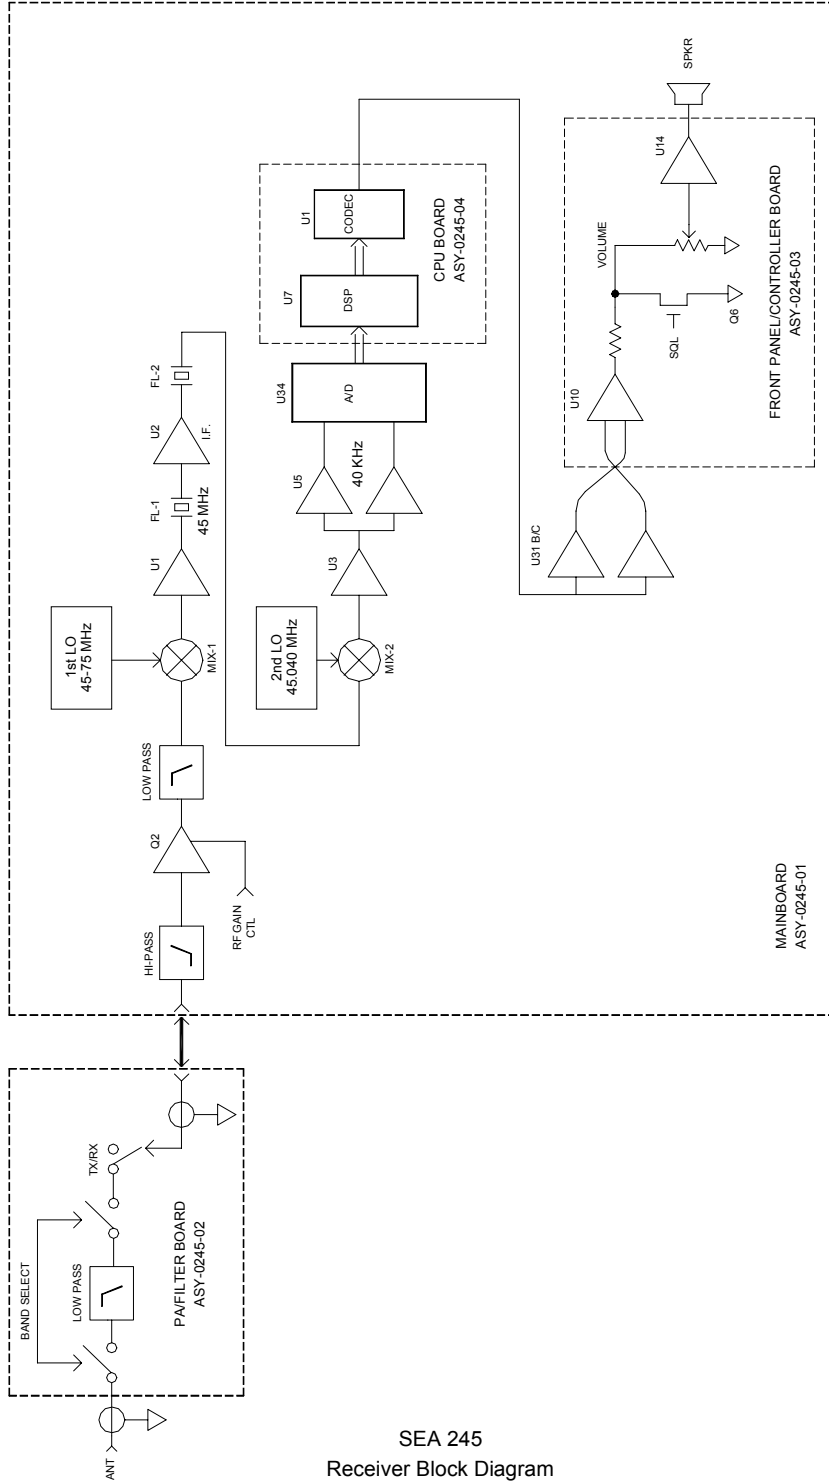 ANT
BAND SELECT
LOW PASS
TX/RX
PA/FILTER BOARD
ASY-0245-02
HI-PASS
RF GAIN
CTL
Q2
LOW PASS
1st LO
45-75 MHz
MIX-1
U1
FL-1
45 MHz
U2
I.F.
FL-2
2nd LO
45.040 MHz
MIX-2
U3
U5
40 KHz
U34
A/D
U7
DSP
U1
CODEC
CPU BOARD
ASY-0245-04
U31 B/C
U10
SQL
Q6
VOLUME
U14
SPKR
FRONT PANEL/CONTROLLER BOARD
ASY-0245-03
MAINBOARD
ASY-0245-01
SEA 245
Receiver Block Diagram